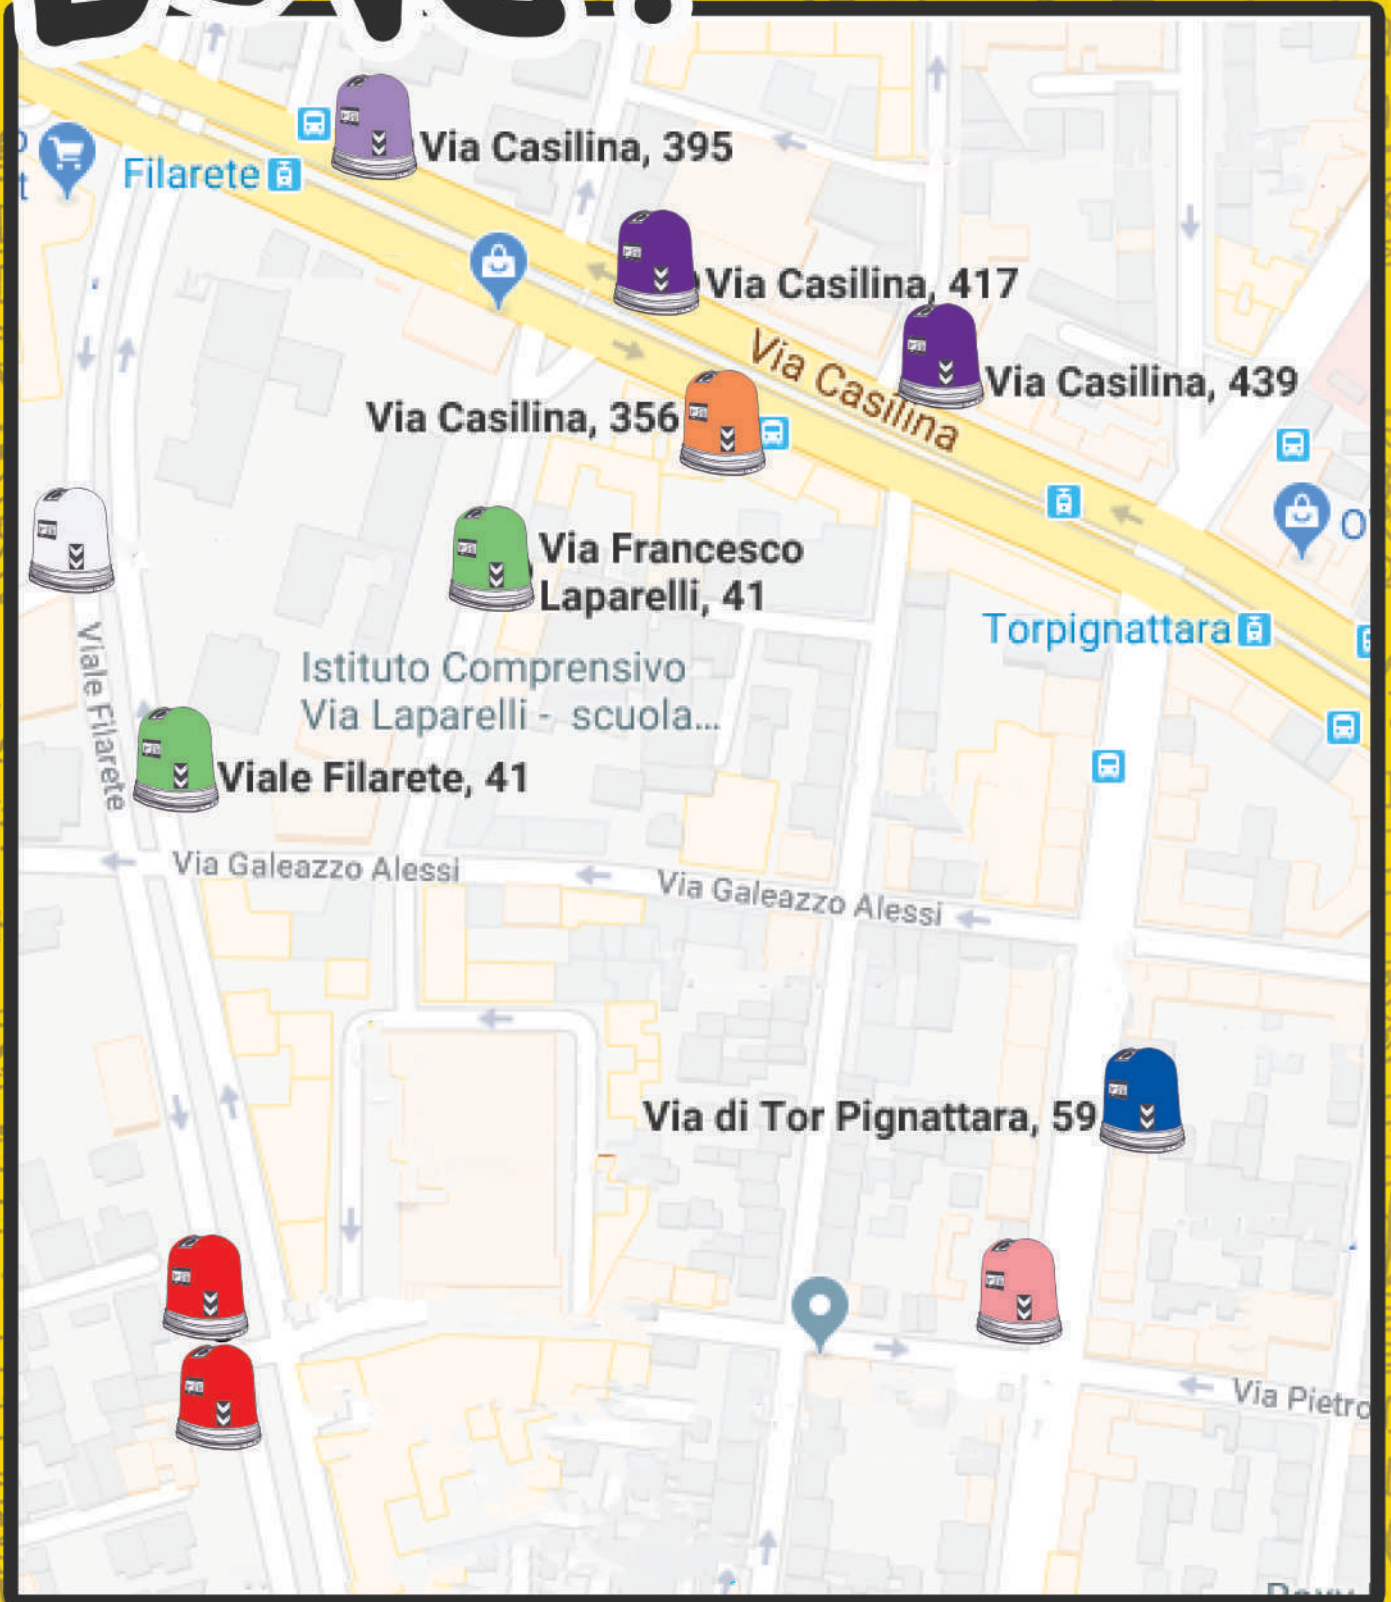 Via Casilina, 395
Filarete
Via Casilina, 417
Via Casilina
Via Casilina, 439
Via Casilina, 356
Via Francesco
Laparelli, 41
Torpignattara
Istituto Comprensivo
Via Laparelli - scuola...
Viale Filarete
Viale Filarete, 41
Via Galeazzo Alessi
Via Galeazzo Alessi
Via di Tor Pignattara, 59
Via Pietro